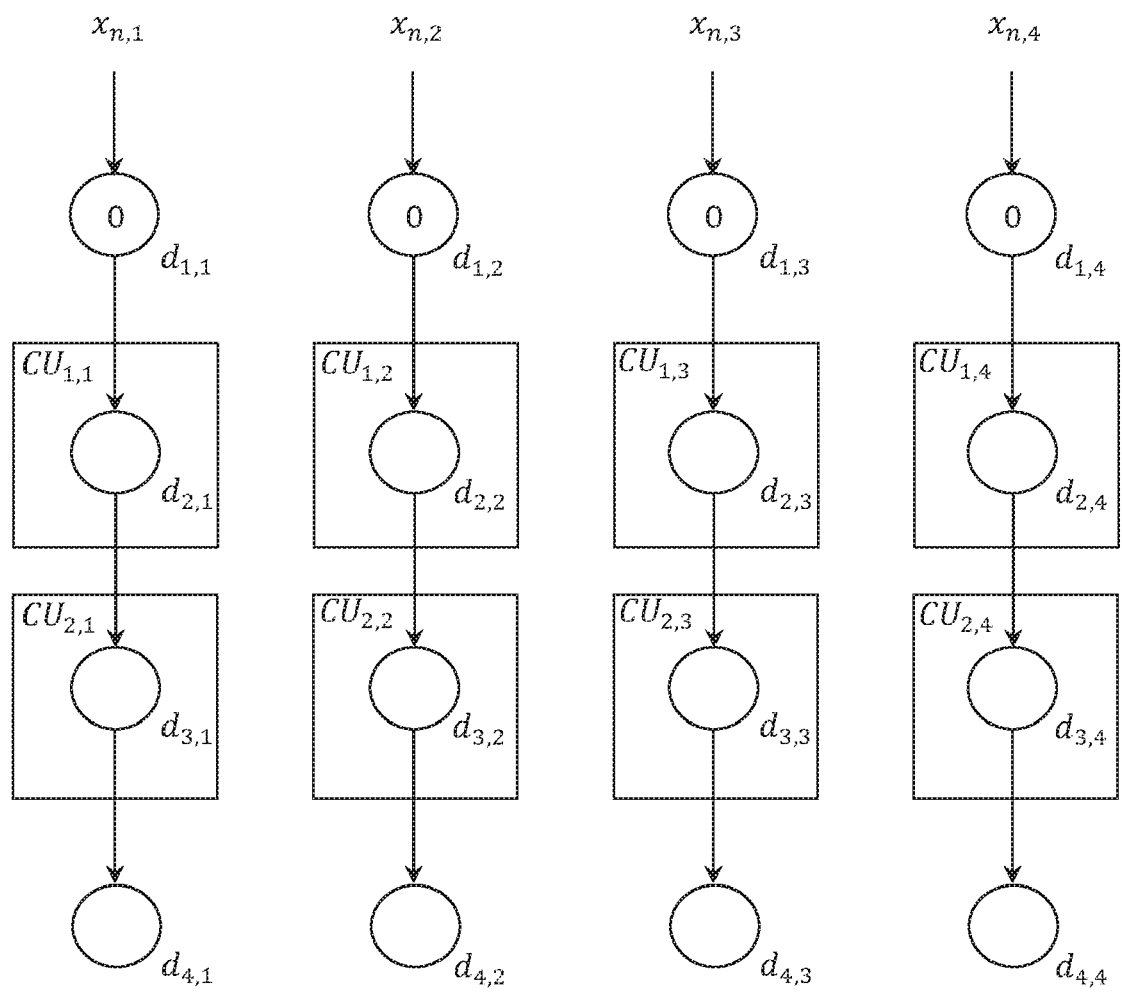 x_{n,1} x_{n,2} x_{n,3} x_{n,4}
0 0 0 0
d_{1,1} d_{1,2} d_{1,3} d_{1,4}
CU_{1,1} CU_{1,2} CU_{1,3} CU_{1,4}
d_{2,1} d_{2,2} d_{2,3} d_{2,4}
CU_{2,1} CU_{2,2} CU_{2,3} CU_{2,4}
d_{3,1} d_{3,2} d_{3,3} d_{3,4}
d_{4,1} d_{4,2} d_{4,3} d_{4,4}